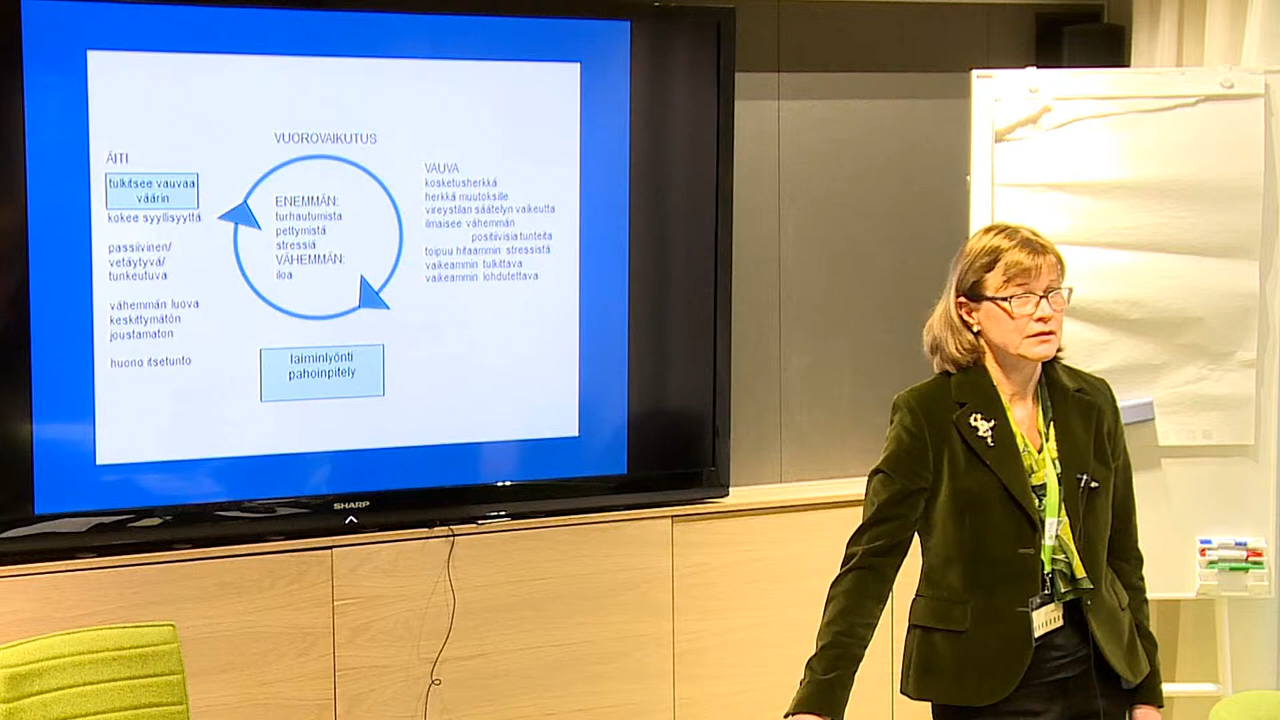 VUOROVAIKUTUS
ÄITI
tulkitsee vauvaa
väärin
kokee syyllisyyttä
passiivinen/
vetäytyvä/
tunkeutuva
vähemmän luova
keskittymätön
joustamaton
huono itsetunto
ENEMMÄN:
turhautumista
pettymistä
stressiä
VÄHEMMÄN:
iloa
laiminlyönti
pahoinpitely
VAUVA
kosketusherkkä
herkkä muutoksille
vireystilan säätelyn vaikeutta
ilmaisee vähemmän
positiivisia tunteita
toipuu hitaammin stressistä
vaikeammin tulkittava
vaikeammin lohdutettava
SHARP